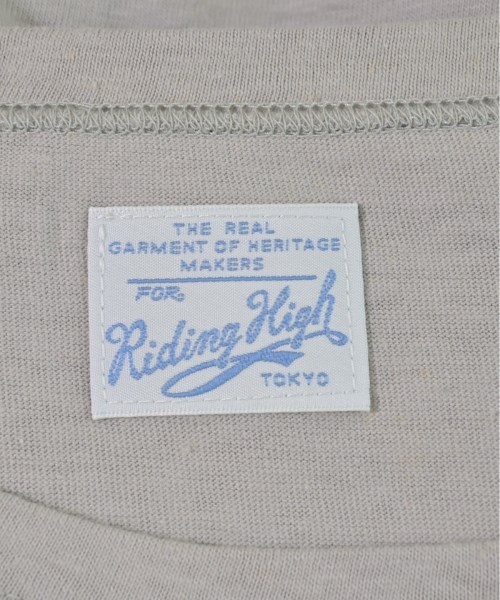 THE REAL
GARMENT OF HERITAGE
MAKERS
FOR
Riding High
TOKYO